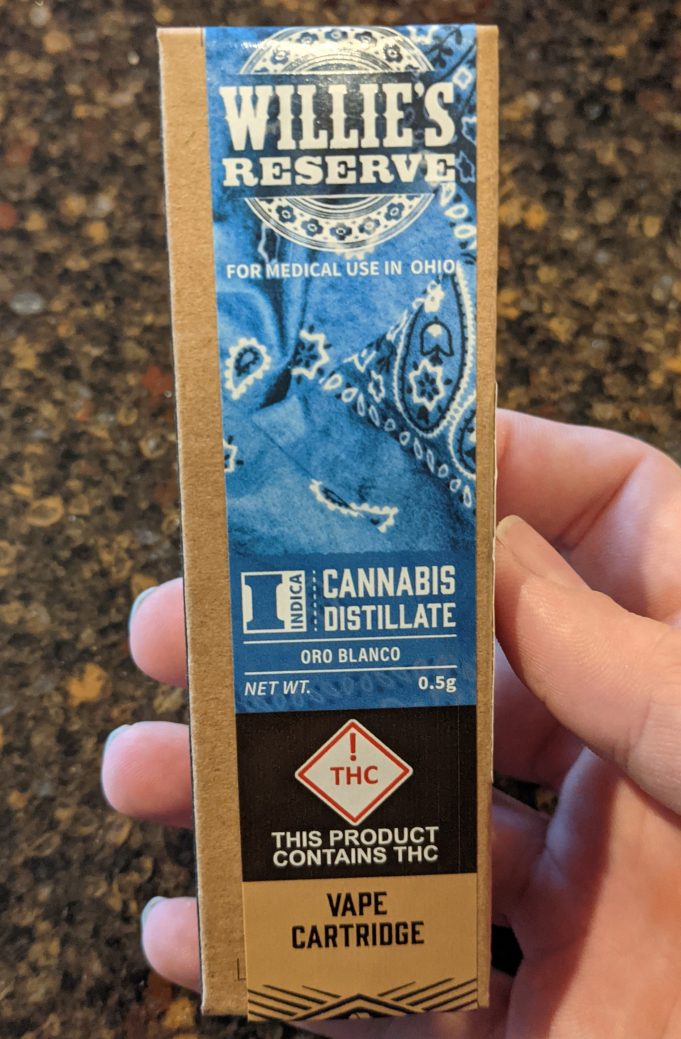 WILLIE'S
RESERVE
FOR MEDICAL USE IN OHIO
I INDICA
CANNABIS
DISTILLATE
ORO BLANCO
NET WT. 0.5g
!
THC
THIS PRODUCT
CONTAINS THC
VAPE
CARTRIDGE